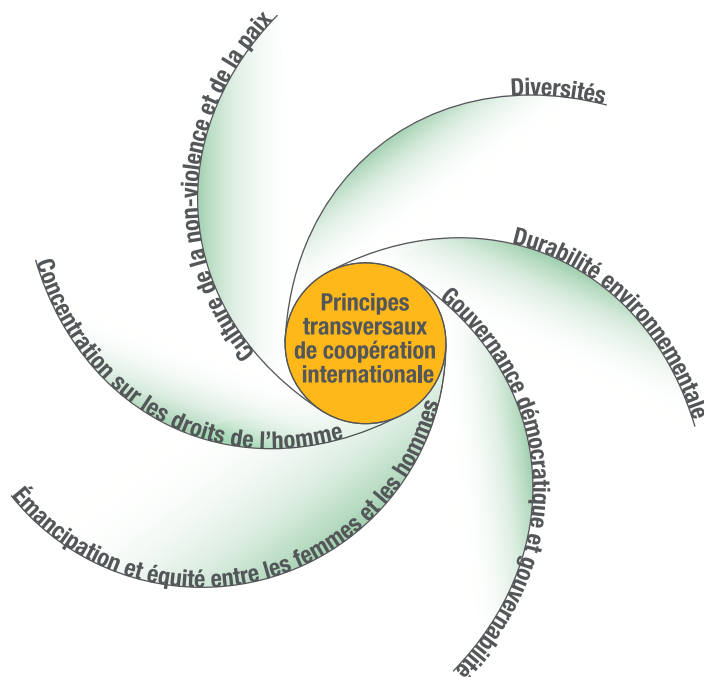 Culture de la non-violence et de la paix
Diversités
Durabilité environnementale
Gouvernance démocratique et gouvernabilité
Émancipation et équité entre les femmes et les hommes
Concentration sur les droits de l'homme
Principes
transversaux
de coopération
internationale